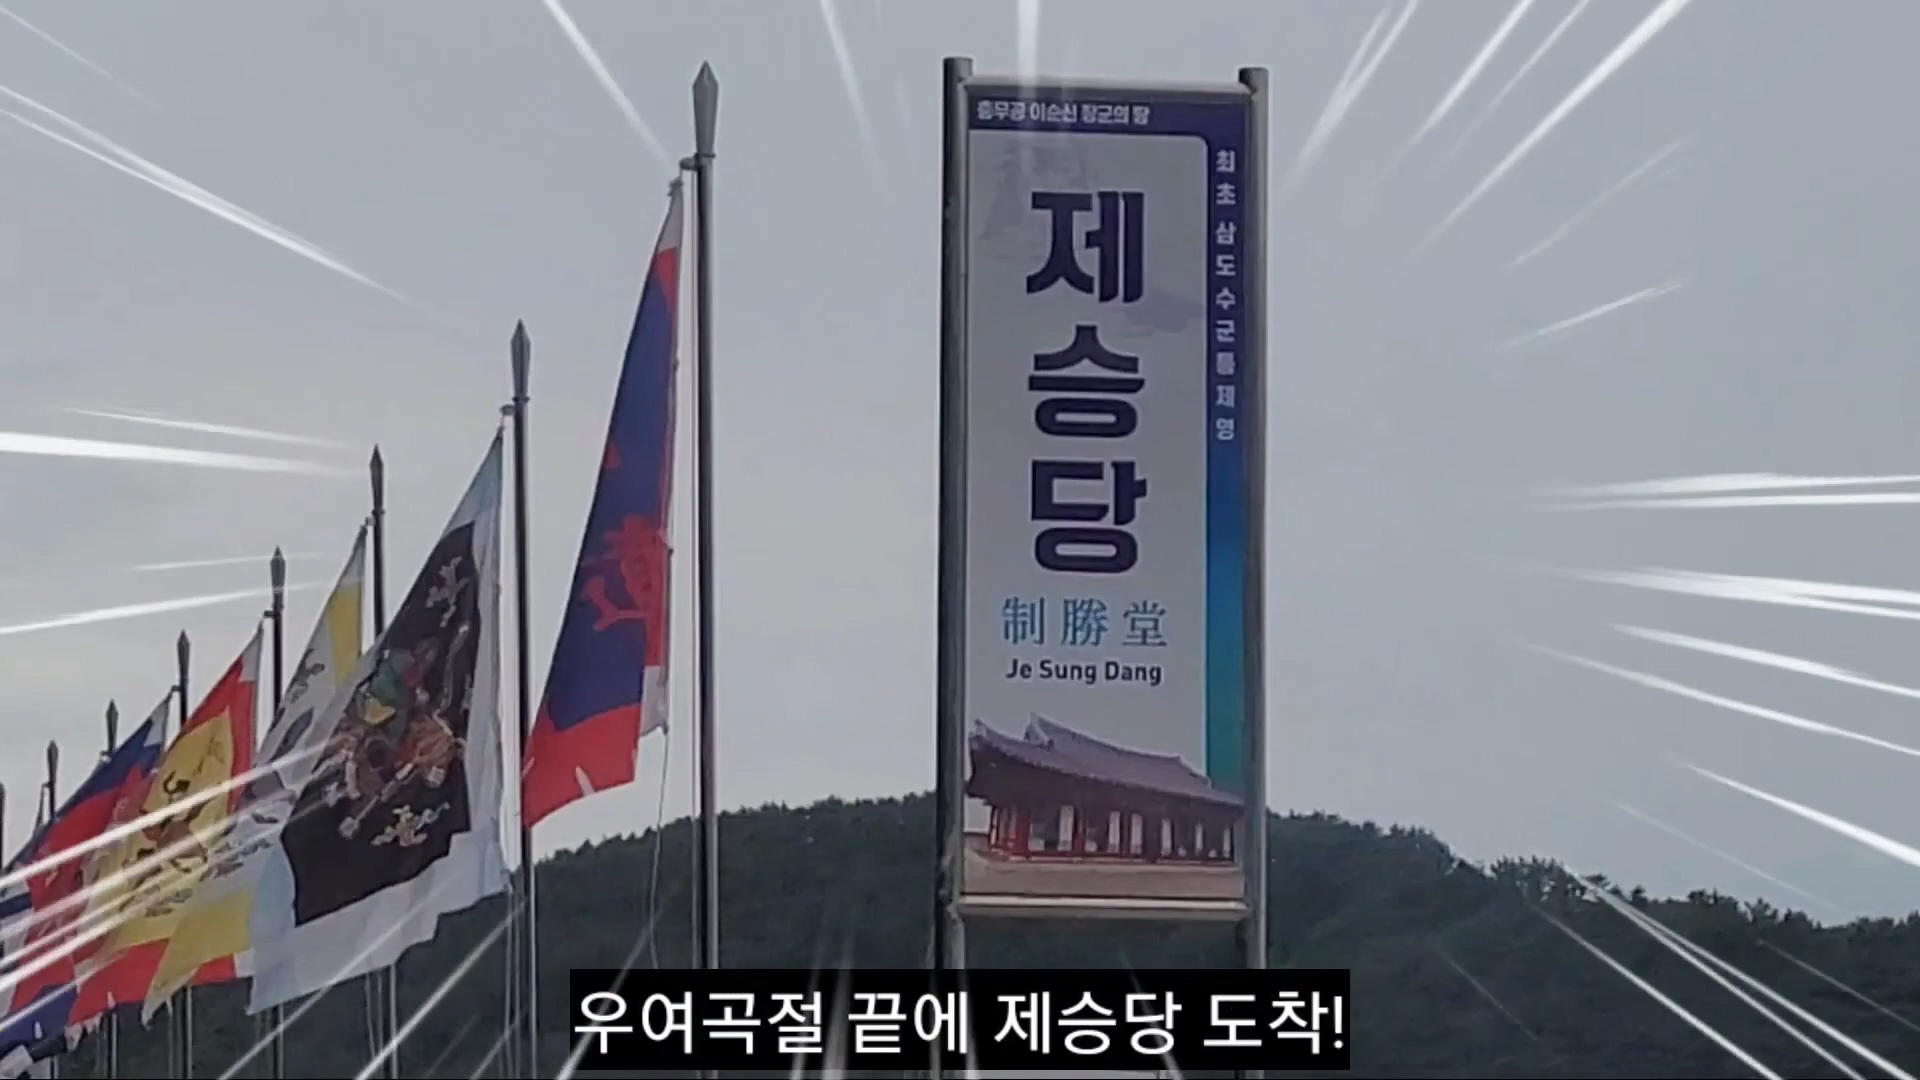 충무공 이순신 장군의 땅
최초 삼도수군통제영
제승당
制勝堂
Je Sung Dang
우여곡절 끝에 제승당 도착!